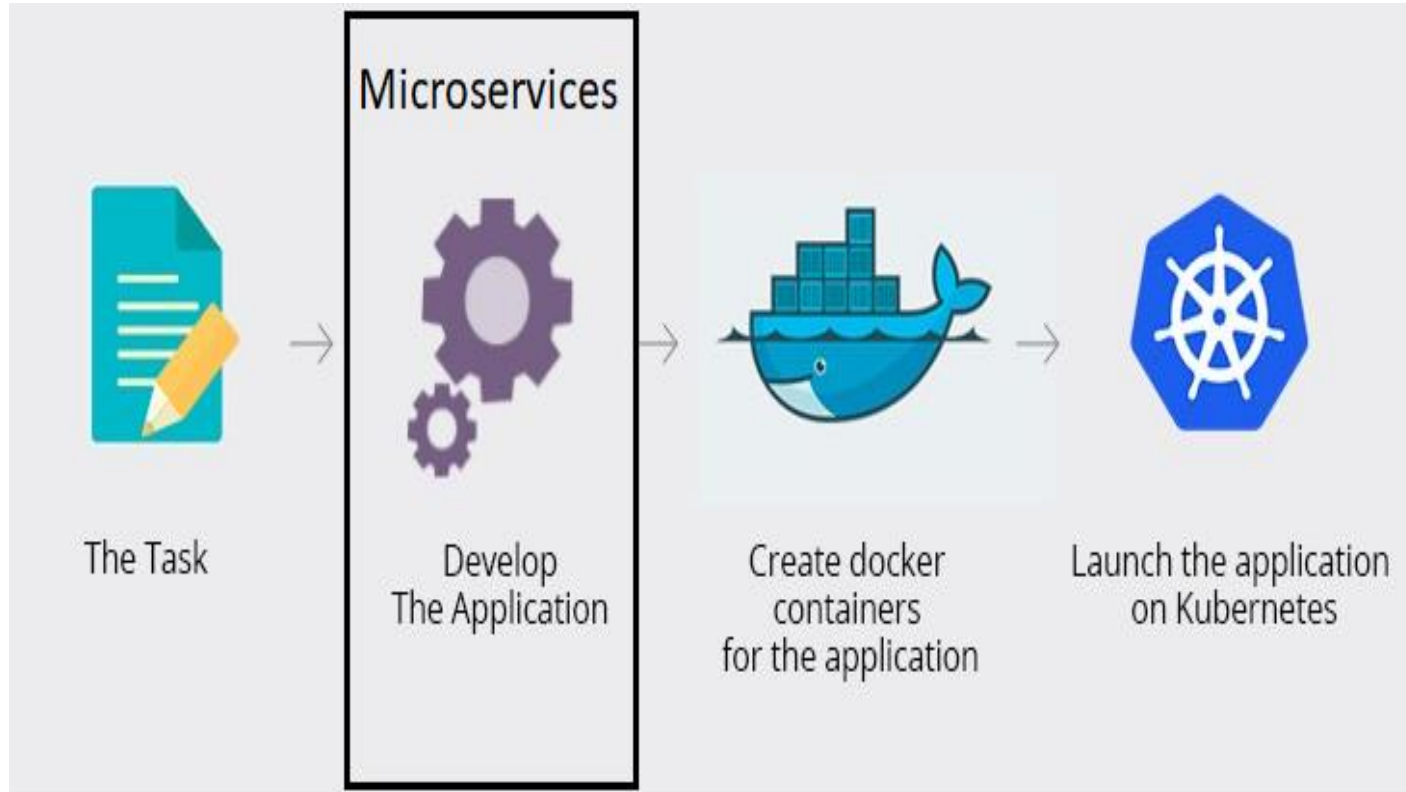 Microservices
The Task
Develop
The Application
Create docker
containers
for the application
Launch the application
on Kubernetes